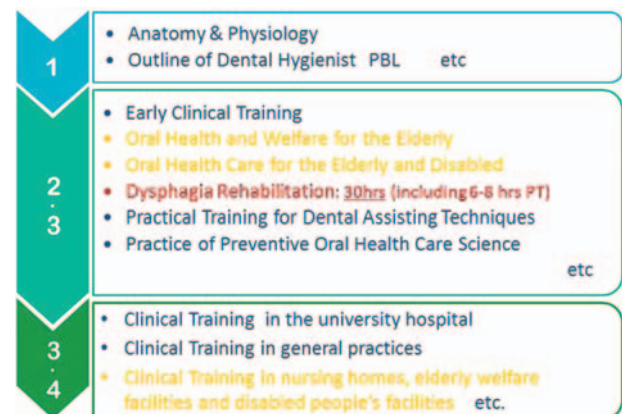 1
• Anatomy & Physiology
• Outline of Dental Hygienist PBL etc
2・3
• Early Clinical Training
• Oral Health and Welfare for the Elderly
• Oral Health Care for the Elderly and Disabled
• Dysphagia Rehabilitation: 30hrs (including 6-8 hrs PT)
• Practical Training for Dental Assisting Techniques
• Practice of Preventive Oral Health Care Science
etc
3・4
• Clinical Training in the university hospital
• Clinical Training in general practices
• Clinical Training in nursing homes, elderly welfare
facilities and disabled people's facilities etc.